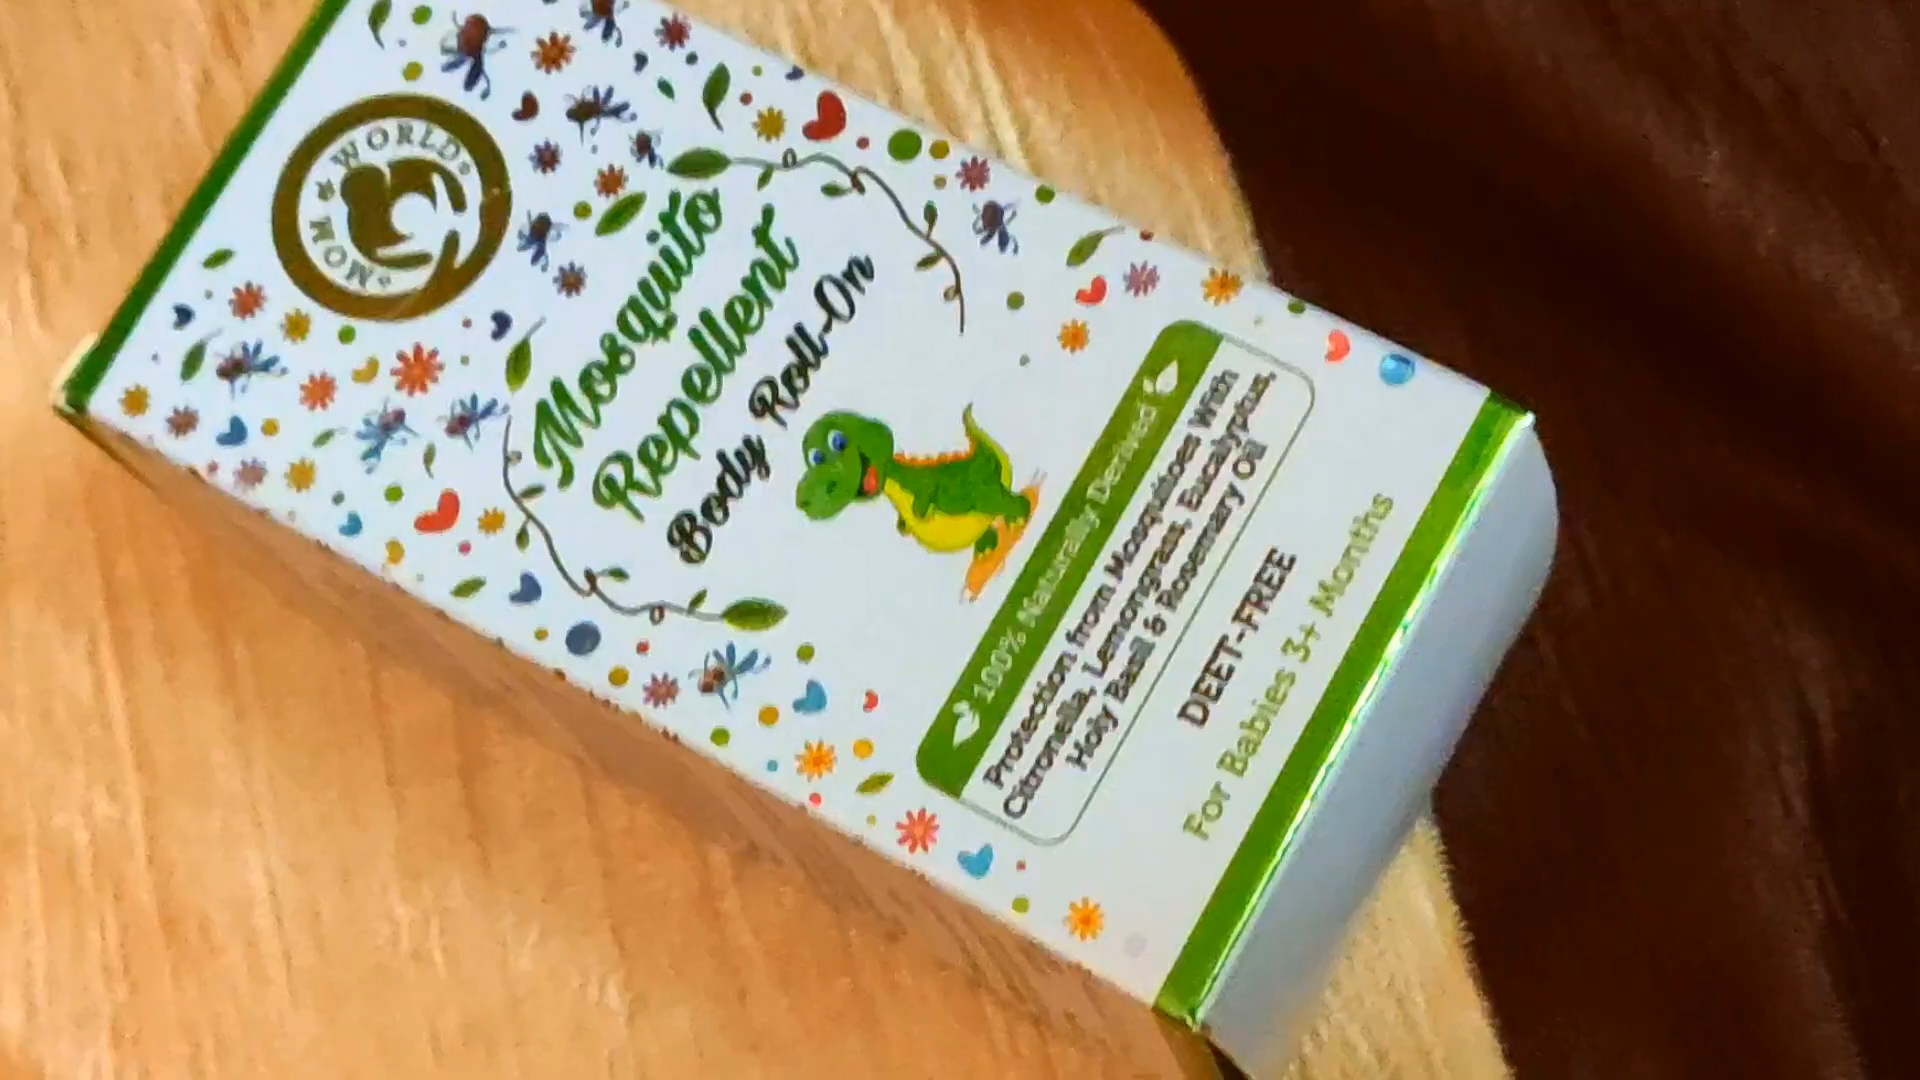 MOM WORLD
Mosquito
Repellent
Body Roll-On
100% Naturally Derived
Protection from Mosquitoes With
Citronella, Lemongrass, Eucalyptus,
Holy Basil & Rosemary Oil
DEET-FREE
For Babies 3+ Months